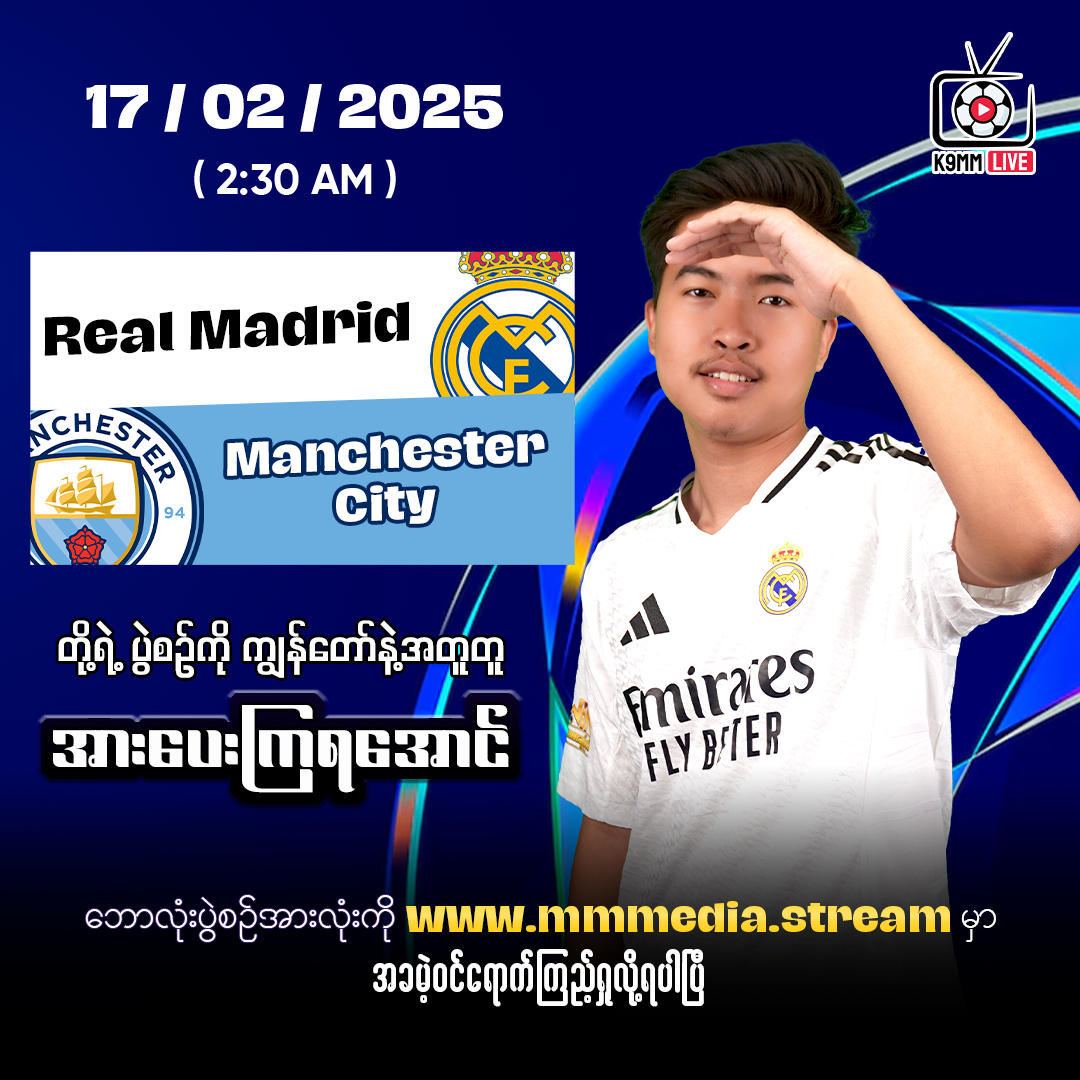 17 / 02 / 2025
( 2:30 AM )
K9MM LIVE
Real Madrid
MANCHESTER
94
Manchester
City
တို့ရဲ့ ပွဲစဥ်ကို ကျွန်တော်နဲ့အတူတူ
အားပေးကြရအောင်
Emirates
FLY BETTER
ဘောလုံးပွဲစဉ်အားလုံးကို www.mmmedia.stream မှာ
အခမဲ့ဝင်ရောက်ကြည့်ရှုလို့ရပါပြီ